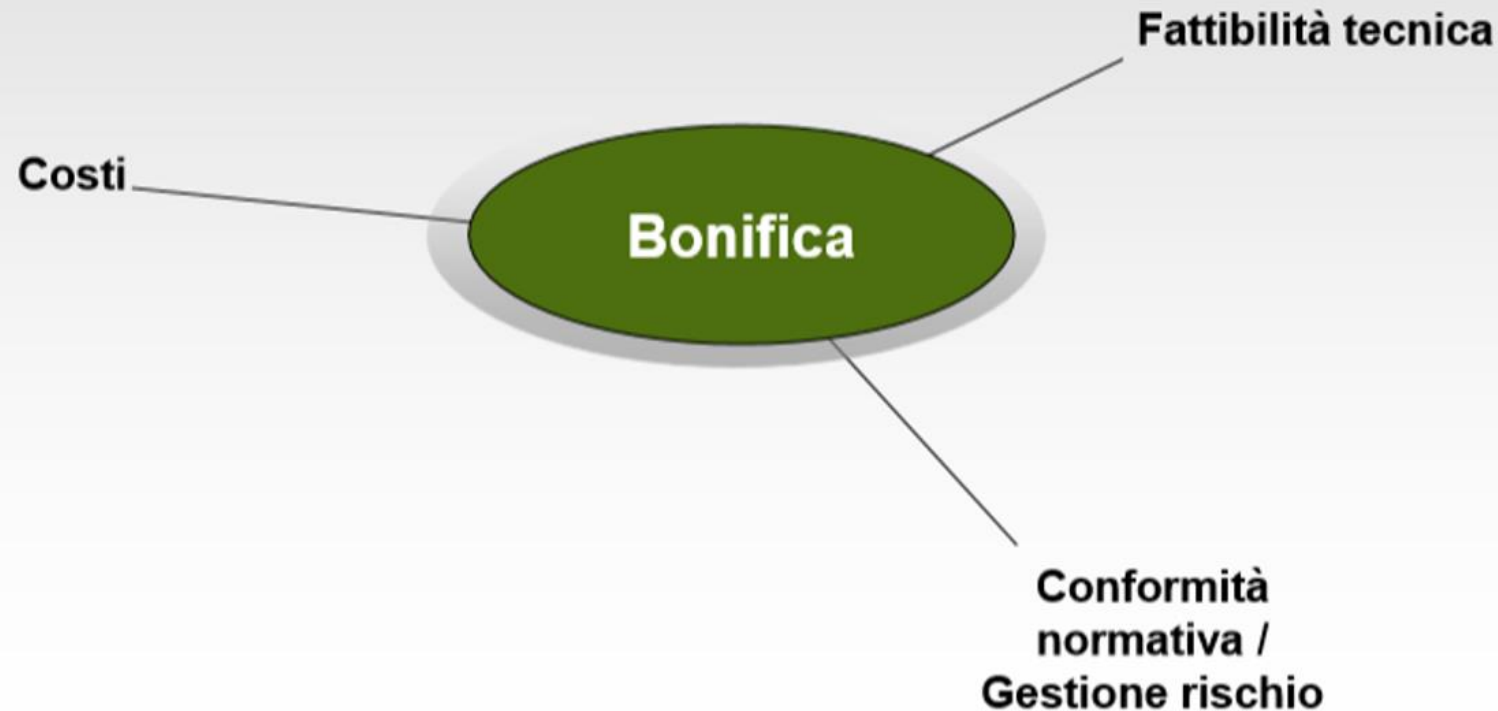 Fattibilità tecnica
Costi
Bonifica
Conformità
normativa /
Gestione rischio